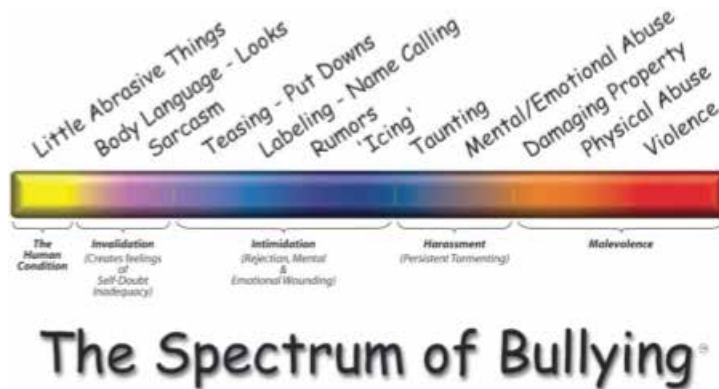 Little Abrasive Things
Body Language - Looks
Sarcasm
Teasing - Put Downs
Labeling - Name Calling
Rumors
'Icing'
Taunting
Mental/Emotional Abuse
Damaging Property
Physical Abuse
Violence
The
Human
Condition
Invalidation
(Creates feelings
of
Self-Doubt
Inadequacy)
Intimidation
(Rejection, Mental
&
Emotional Wounding)
Harassment
(Persistent Tormenting)
Malevolence
The Spectrum of Bullying